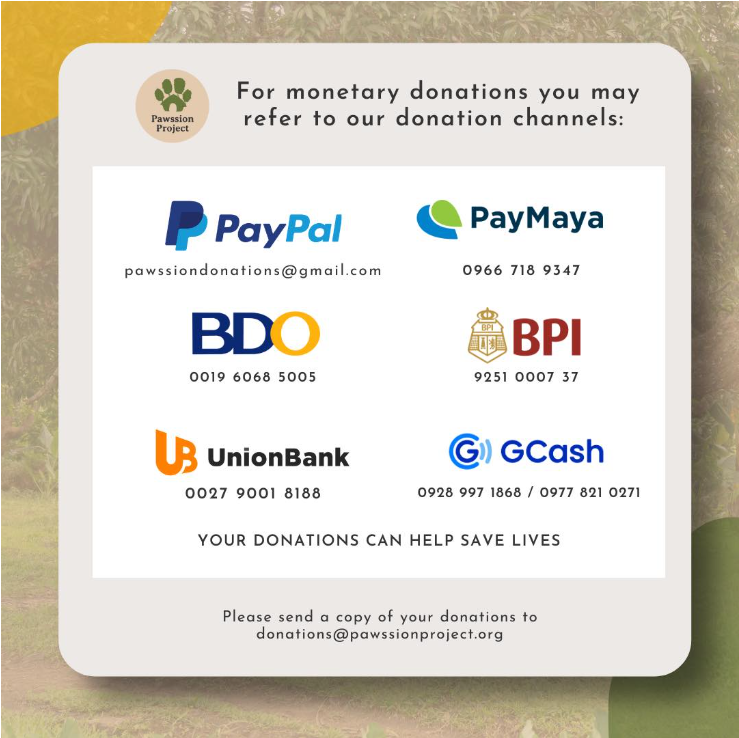 Pawssion
Project
For monetary donations you may
refer to our donation channels:
PayPal
pawssiondonations@gmail.com
PayMaya
0966 718 9347
BDO
0019 6068 5005
BPI
BPI
9251 0007 37
UB UnionBank
0027 9001 8188
G GCash
0928 997 1868 / 0977 821 0271
YOUR DONATIONS CAN HELP SAVE LIVES
Please send a copy of your donations to
donations@pawssionproject.org